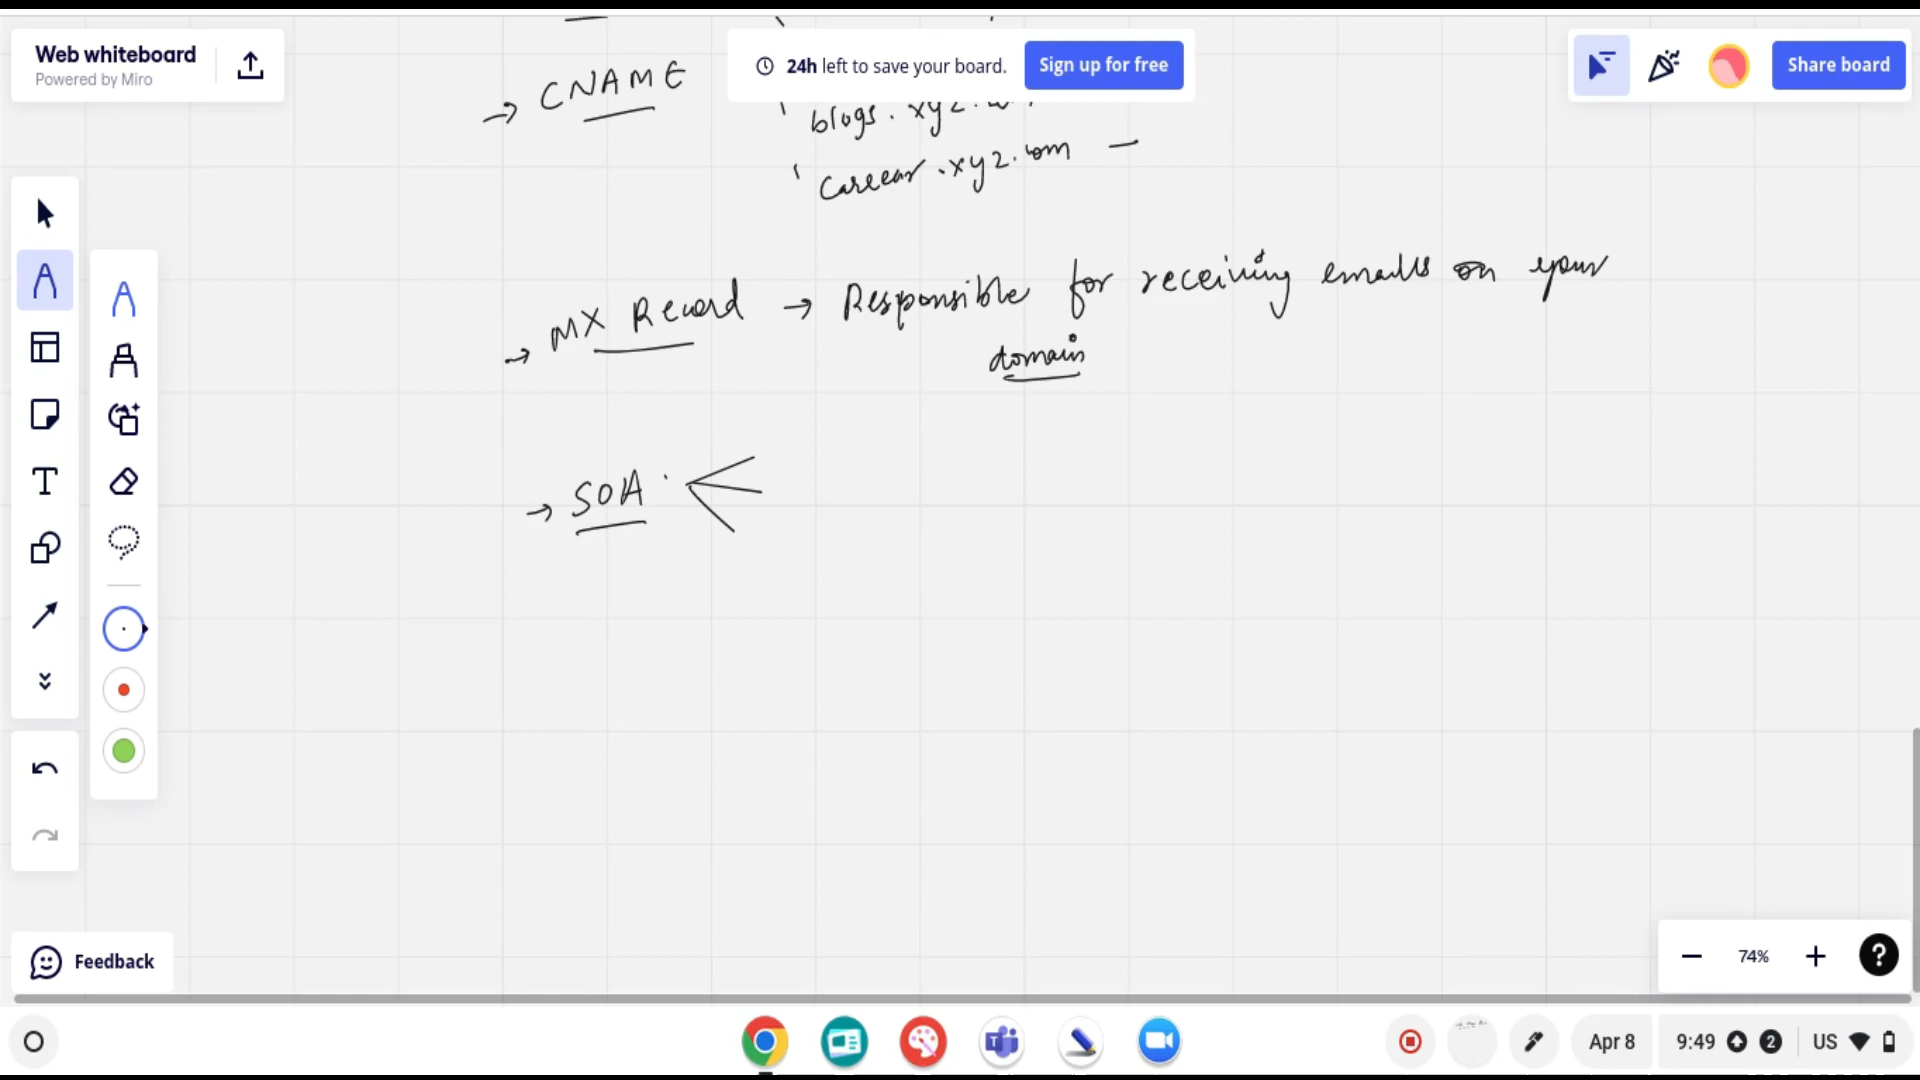 Web whiteboard
Powered by Miro
24h left to save your board.
Sign up for free
Share board
→ CNAME
blogs.xyz.
career.xyz.com —
→ MX Record → Responsible for receiving emails on your
domain
→ SOA
T
Feedback
74%
?
Apr 8
9:49
2
US